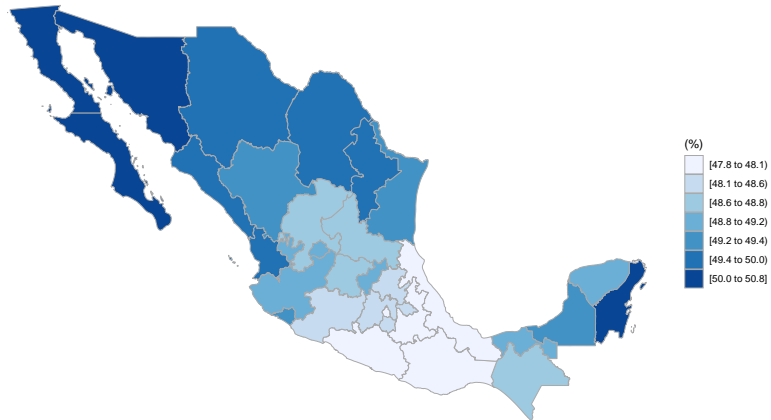 (%)
[47.8 to 48.1)
[48.1 to 48.6)
[48.6 to 48.8)
[48.8 to 49.2)
[49.2 to 49.4)
[49.4 to 50.0)
[50.0 to 50.8]